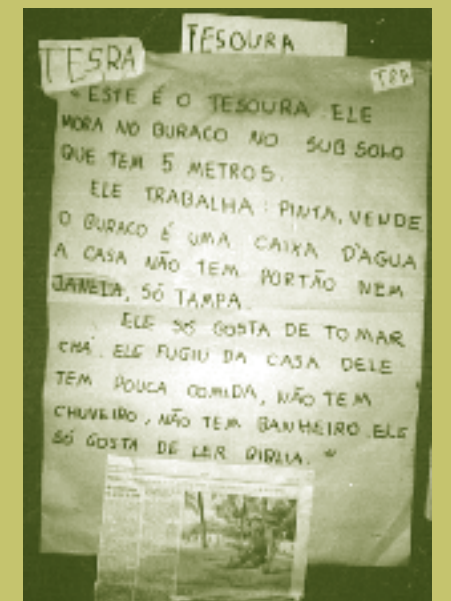 TESOURA
TESRA
TRA
"ESTE É O TESOURA. ELE
MORA NO BURACO NO SUB SOLO
QUE TEM 5 METROS.
ELE TRABALHA: PINTA, VENDE
O BURACO É UMA CAIXA D'AGUA
A CASA NÃO TEM PORTÃO NEM
JANELA, SÓ TAMPA.
ELE SÓ GOSTA DE TOMAR
CHÁ. ELE FUGIU DA CASA DELE
TEM POUCA COMIDA, NÃO TEM
CHUVEIRO, NÃO TEM BANHEIRO. ELE
SÓ GOSTA DE LER BIBLIA."